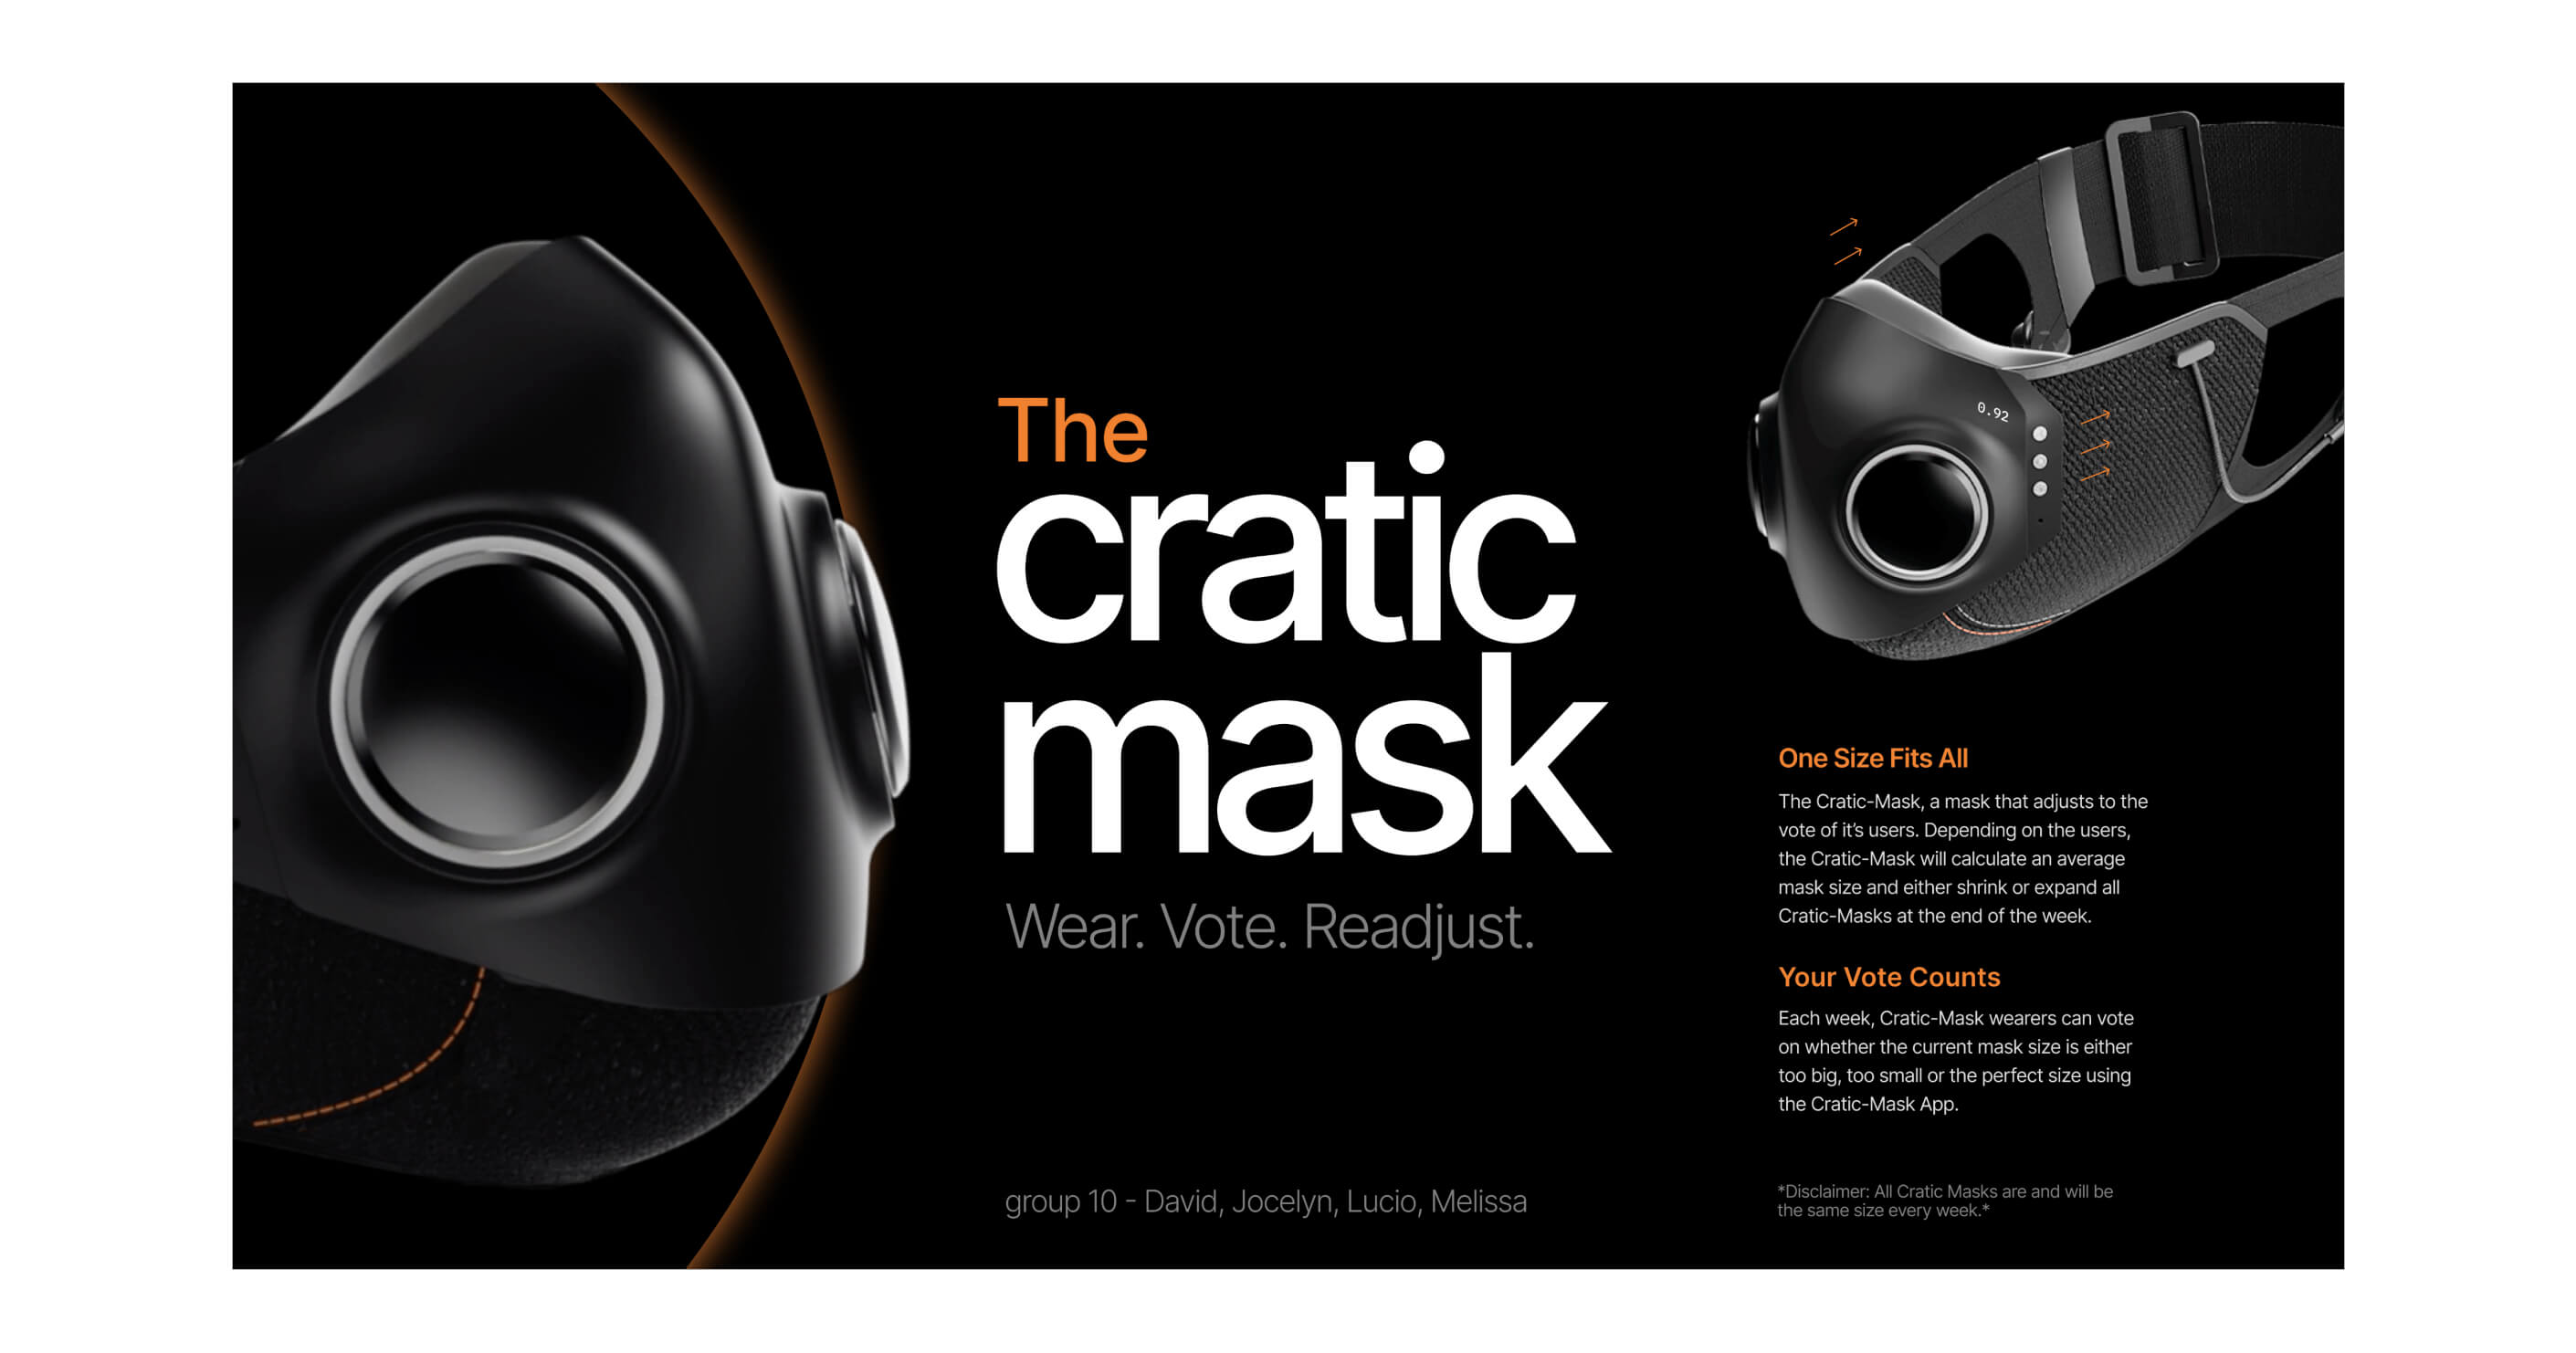 The
cratic
mask
Wear. Vote. Readjust.
group 10 - David, Jocelyn, Lucio, Melissa
0.92
One Size Fits All
The Cratic-Mask, a mask that adjusts to the
vote of it's users. Depending on the users,
the Cratic-Mask will calculate an average
mask size and either shrink or expand all
Cratic-Masks at the end of the week.
Your Vote Counts
Each week, Cratic-Mask wearers can vote
on whether the current mask size is either
too big, too small or the perfect size using
the Cratic-Mask App.
*Disclaimer: All Cratic Masks are and will be
the same size every week.*